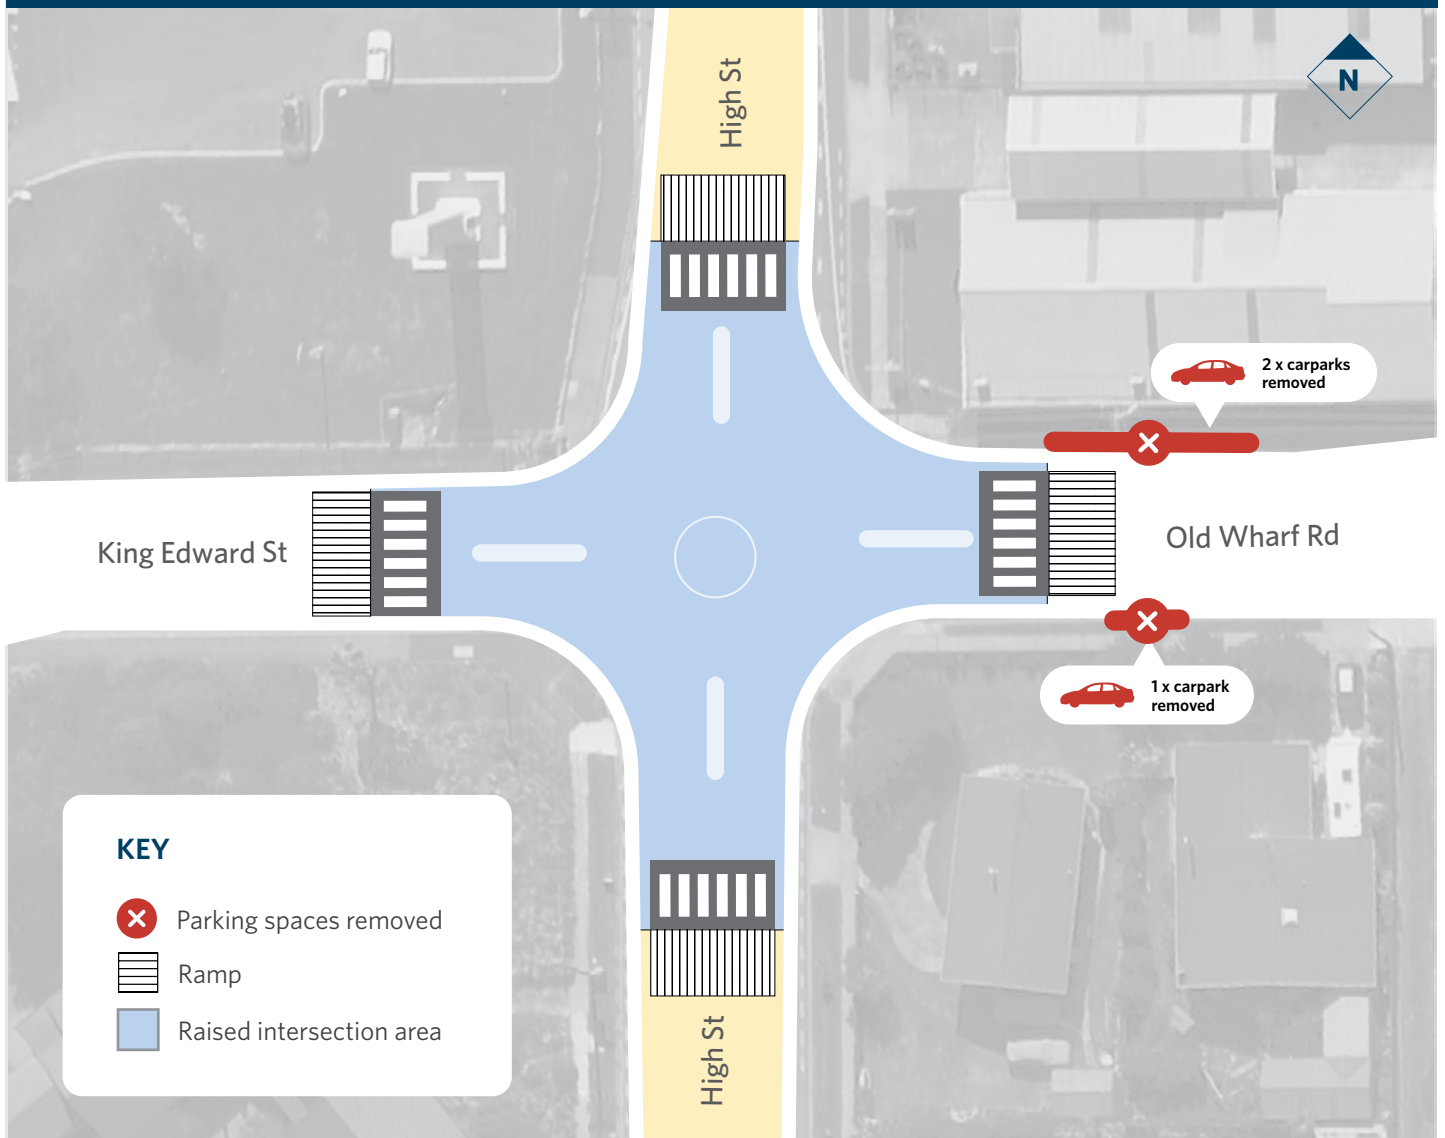 High St
N
2 x carparks
removed
King Edward St
Old Wharf Rd
1 x carpark
removed
KEY
Parking spaces removed
Ramp
Raised intersection area
High St